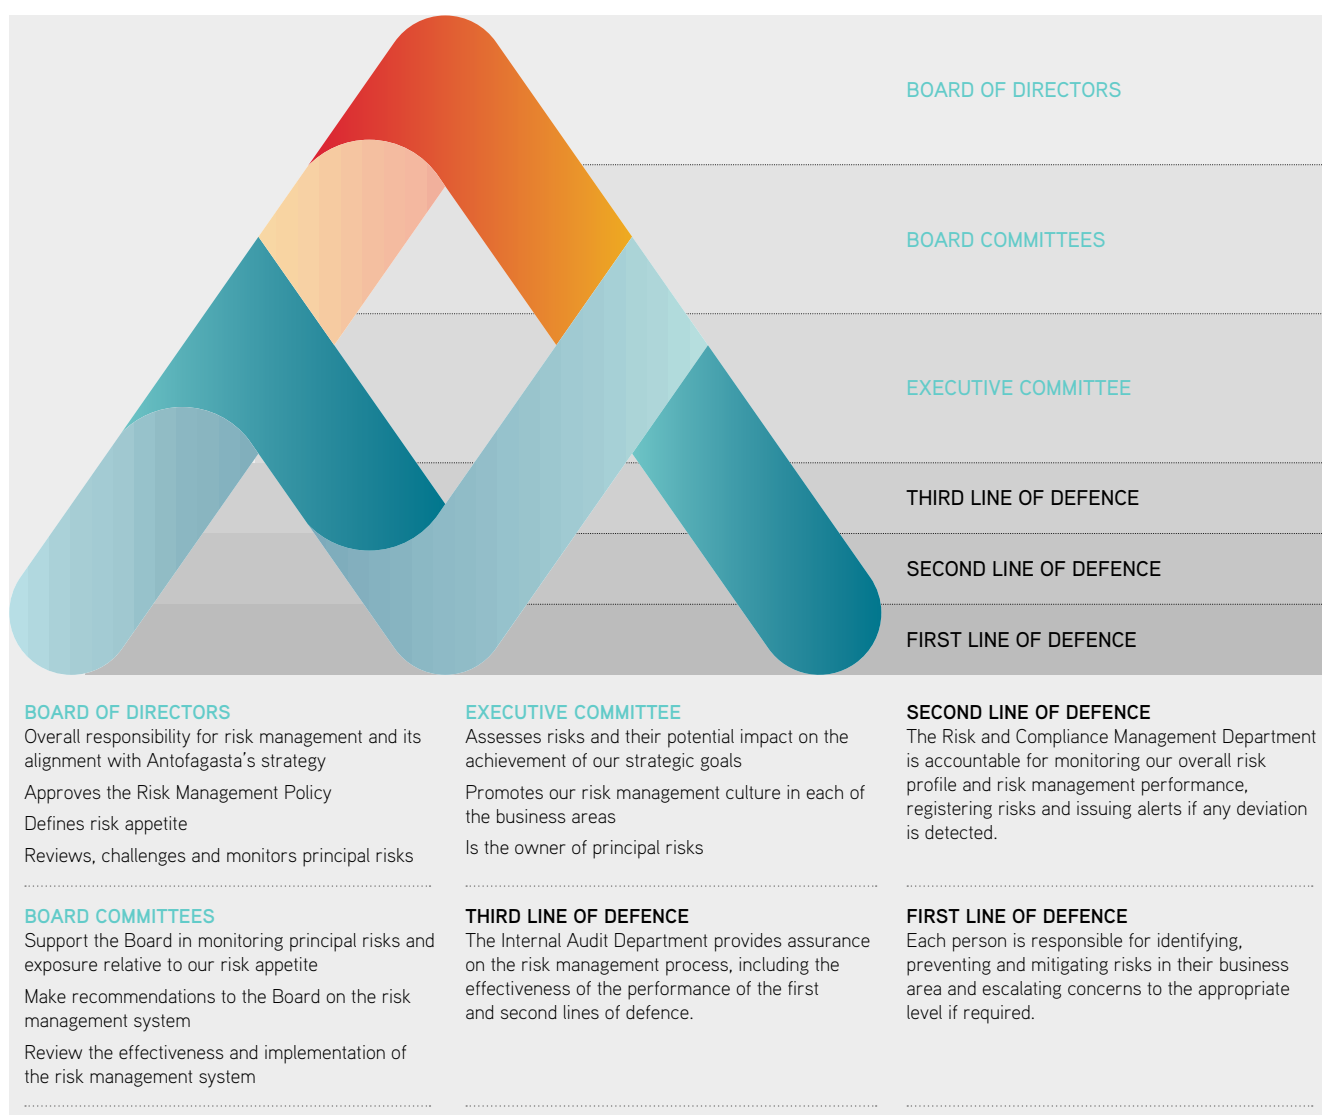 BOARD OF DIRECTORS
BOARD COMMITTEES
EXECUTIVE COMMITTEE
THIRD LINE OF DEFENCE
SECOND LINE OF DEFENCE
FIRST LINE OF DEFENCE
BOARD OF DIRECTORS
Overall responsibility for risk management and its
alignment with Antofagasta's strategy
Approves the Risk Management Policy
Defines risk appetite
Reviews, challenges and monitors principal risks
BOARD COMMITTEES
Support the Board in monitoring principal risks and
exposure relative to our risk appetite
Make recommendations to the Board on the risk
management system
Review the effectiveness and implementation of
the risk management system
EXECUTIVE COMMITTEE
Assesses risks and their potential impact on the
achievement of our strategic goals
Promotes our risk management culture in each of
the business areas
Is the owner of principal risks
THIRD LINE OF DEFENCE
The Internal Audit Department provides assurance
on the risk management process, including the
effectiveness of the performance of the first
and second lines of defence.
SECOND LINE OF DEFENCE
The Risk and Compliance Management Department
is accountable for monitoring our overall risk
profile and risk management performance,
registering risks and issuing alerts if any deviation
is detected.
FIRST LINE OF DEFENCE
Each person is responsible for identifying,
preventing and mitigating risks in their business
area and escalating concerns to the appropriate
level if required.